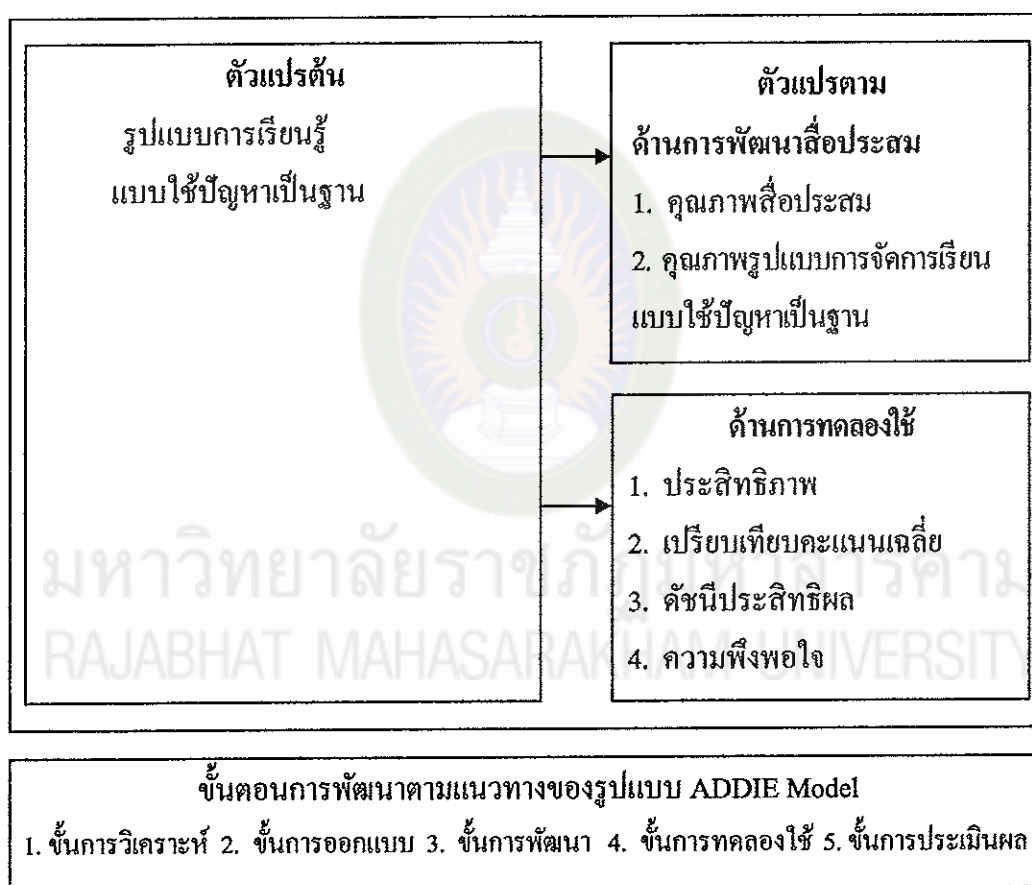 ตัวแปรต้น
รูปแบบการเรียนรู้
แบบใช้ปัญหาเป็นฐาน
ตัวแปรตาม
ด้านการพัฒนาสื่อประสม
1. คุณภาพสื่อประสม
2. คุณภาพรูปแบบการจัดการเรียน
แบบใช้ปัญหาเป็นฐาน
ด้านการทดลองใช้
1. ประสิทธิภาพ
2. เปรียบเทียบคะแนนเฉลี่ย
3. ดัชนีประสิทธิผล
4. ความพึงพอใจ
มหาวิทยาลัยราชภัฏมหาสารคาม
RAJABHAT MAHASARAKHAM UNIVERSITY
ขั้นตอนการพัฒนาตามแนวทางของรูปแบบ ADDIE Model
1. ขั้นการวิเคราะห์ 2. ขั้นการออกแบบ 3. ขั้นการพัฒนา 4. ขั้นการทดลองใช้ 5. ขั้นการประเมินผล